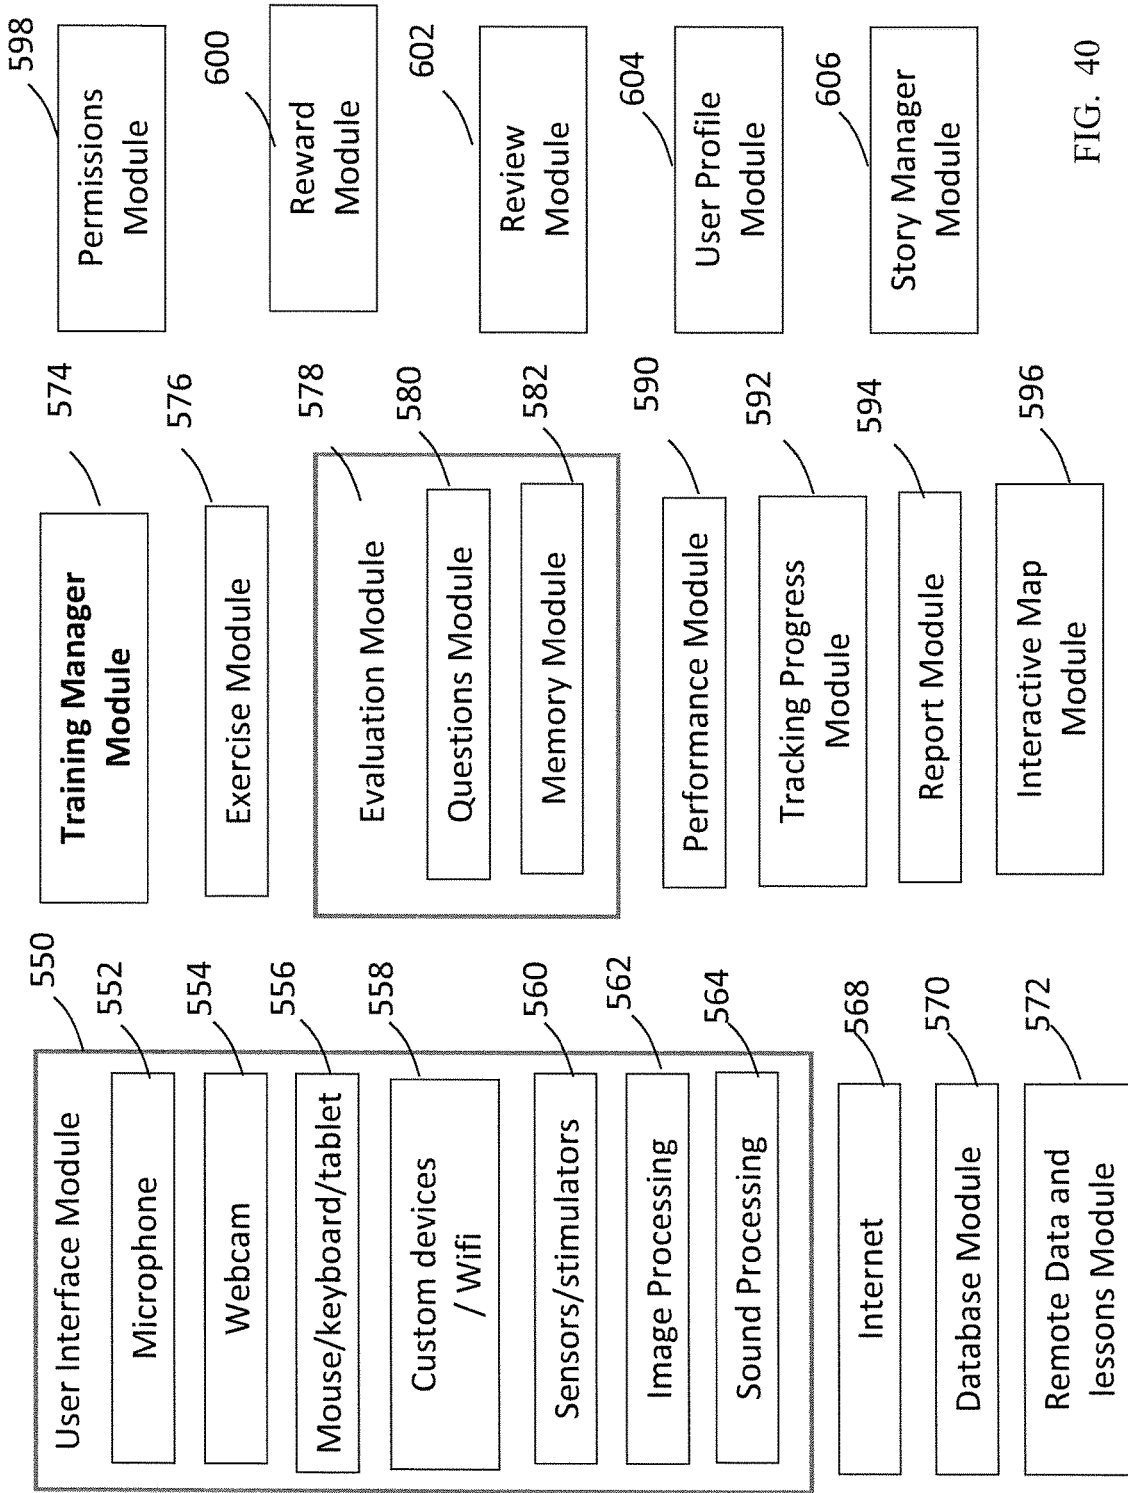 User Interface Module
550
Microphone
552
Webcam
554
Mouse/keyboard/tablet
556
Custom devices
/ Wifi
558
Sensors/stimulators
560
Image Processing
562
Sound Processing
564
Internet
568
Database Module
570
Remote Data and
lessons Module
572
Training Manager
Module
574
Exercise Module
576
Evaluation Module
578
Questions Module
580
Memory Module
582
Performance Module
590
Tracking Progress
Module
592
Report Module
594
Interactive Map
Module
596
Permissions
Module
598
Reward
Module
600
Review
Module
602
User Profile
Module
604
Story Manager
Module
606
FIG. 40